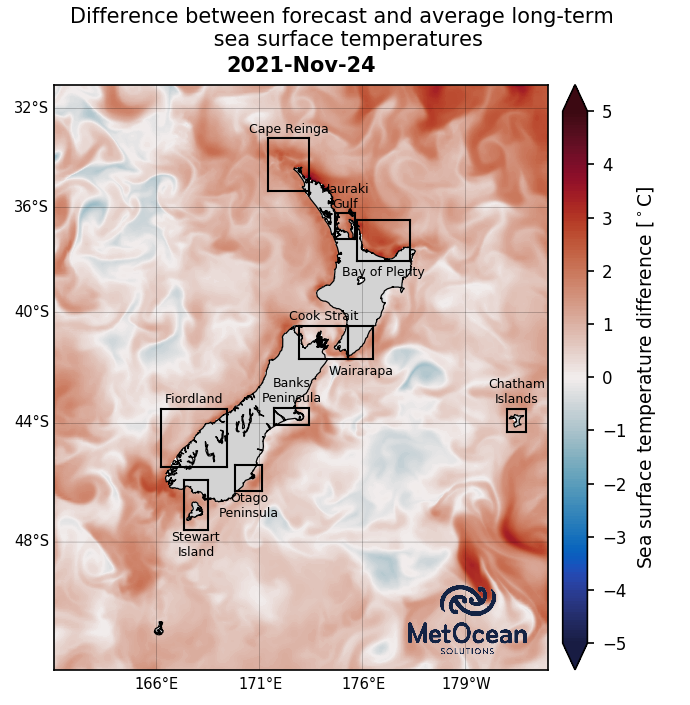 Difference between forecast and average long-term
sea surface temperatures
2021-Nov-24
32°S
36°S
40°S
44°S
48°S
166°E
171°E
176°E
179°W
Cape Reinga
Hauraki
Gulf
Bay of Plenty
Cook Strait
Wairarapa
Banks
Peninsula
Fiordland
Chatham
Islands
Otago
Peninsula
Stewart
Island
MetOcean
SOLUTIONS
5
4
3
2
1
0
−1
−2
−3
−4
−5
Sea surface temperature difference [°C]